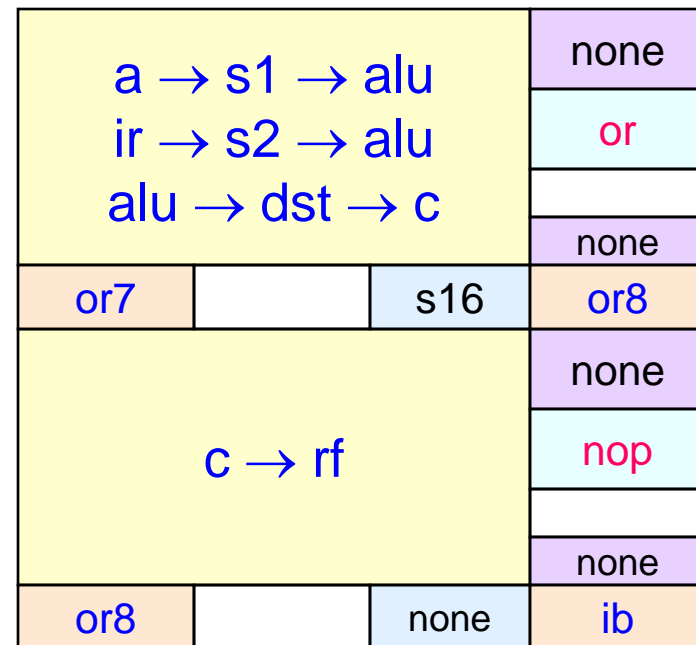 a → s1 → alu
ir → s2 → alu
alu → dst → c
none
or
none
or7
s16
or8
c → rf
none
nop
none
or8
none
ib